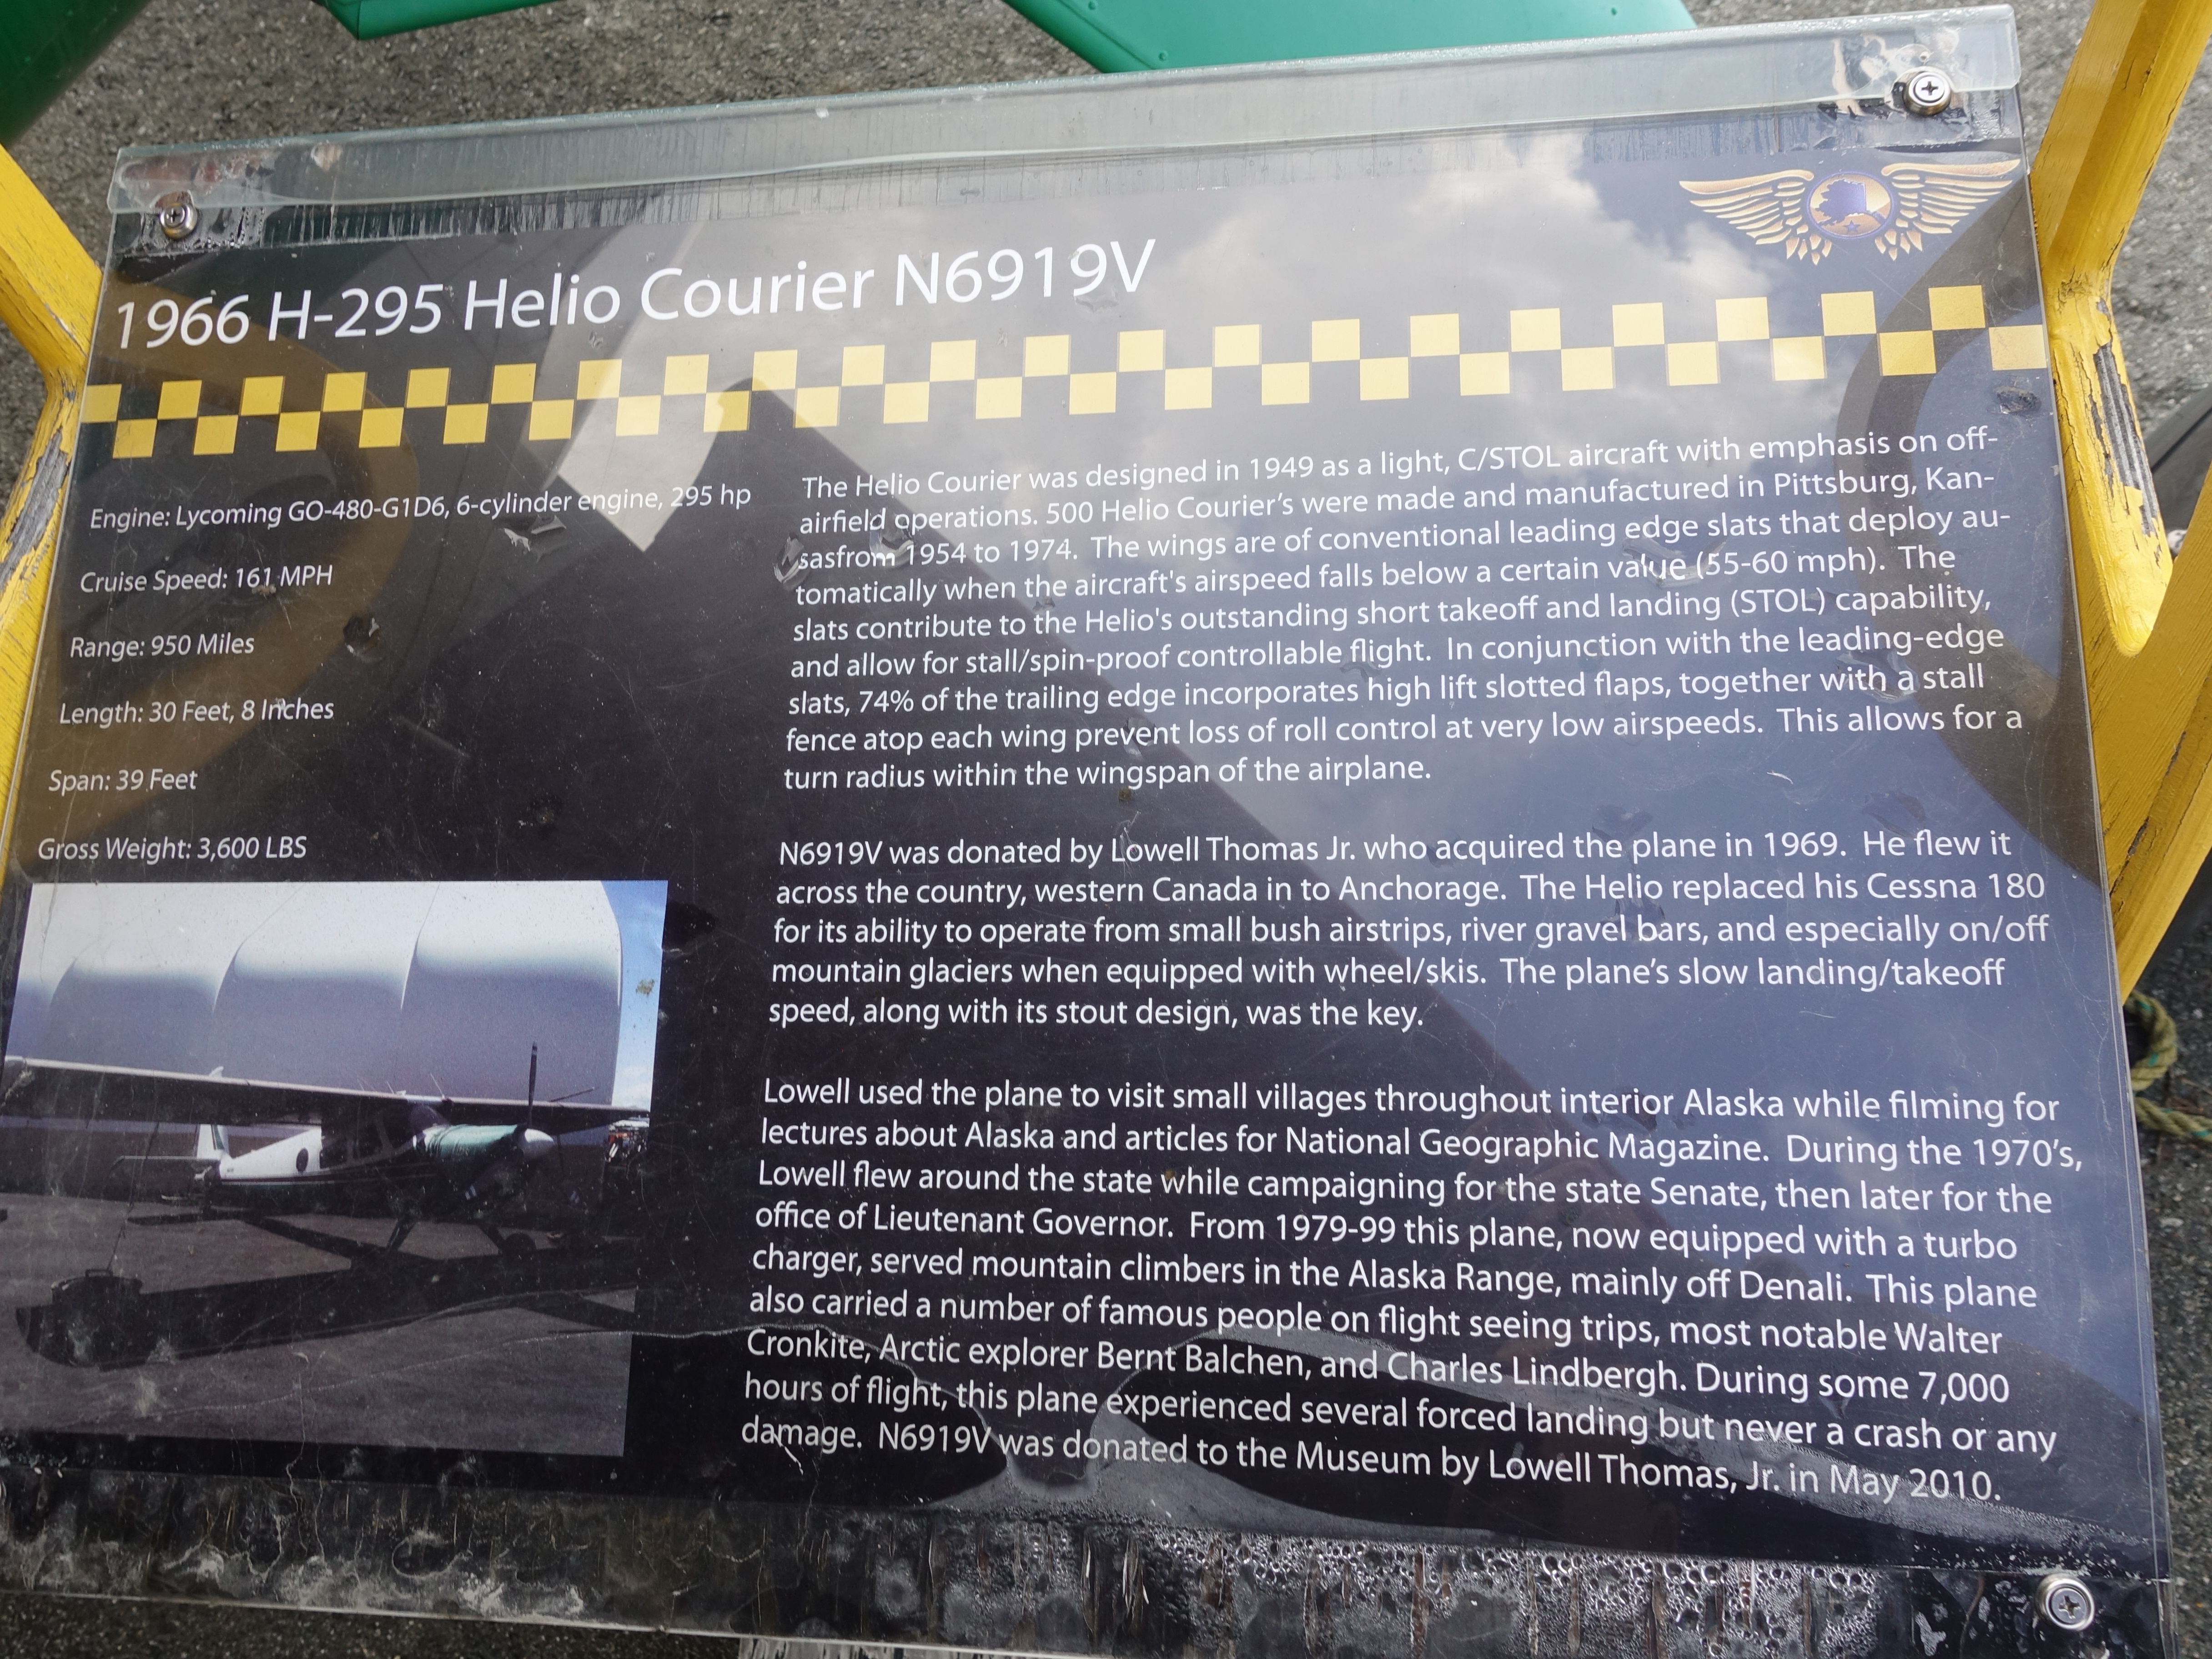 1966 H-295 Helio Courier N6919V
Engine: Lycoming GO-480-G1D6, 6-cylinder engine, 295 hp
Cruise Speed: 161 MPH
Range: 950 Miles
Length: 30 Feet, 8 Inches
Span: 39 Feet
Gross Weight: 3,600 LBS
The Helio Courier was designed in 1949 as a light, C/STOL aircraft with emphasis on off-
airfield operations. 500 Helio Courier's were made and manufactured in Pittsburg, Kan-
sasfrom 1954 to 1974. The wings are of conventional leading edge slats that deploy au-
tomatically when the aircraft's airspeed falls below a certain value (55-60 mph). The
slats contribute to the Helio's outstanding short takeoff and landing (STOL) capability,
and allow for stall/spin-proof controllable flight. In conjunction with the leading-edge
slats, 74% of the trailing edge incorporates high lift slotted flaps, together with a stall
fence atop each wing prevent loss of roll control at very low airspeeds. This allows for a
turn radius within the wingspan of the airplane.
N6919V was donated by Lowell Thomas Jr. who acquired the plane in 1969. He flew it
across the country, western Canada in to Anchorage. The Helio replaced his Cessna 180
for its ability to operate from small bush airstrips, river gravel bars, and especially on/off
mountain glaciers when equipped with wheel/skis. The plane's slow landing/takeoff
speed, along with its stout design, was the key.
Lowell used the plane to visit small villages throughout interior Alaska while filming for
lectures about Alaska and articles for National Geographic Magazine. During the 1970's,
Lowell flew around the state while campaigning for the state Senate, then later for the
office of Lieutenant Governor. From 1979-99 this plane, now equipped with a turbo
charger, served mountain climbers in the Alaska Range, mainly off Denali. This plane
also carried a number of famous people on flight seeing trips, most notable Walter
Cronkite, Arctic explorer Bernt Balchen, and Charles Lindbergh. During some 7,000
hours of flight, this plane experienced several forced landing but never a crash or any
damage. N6919V was donated to the Museum by Lowell Thomas, Jr. in May 2010.